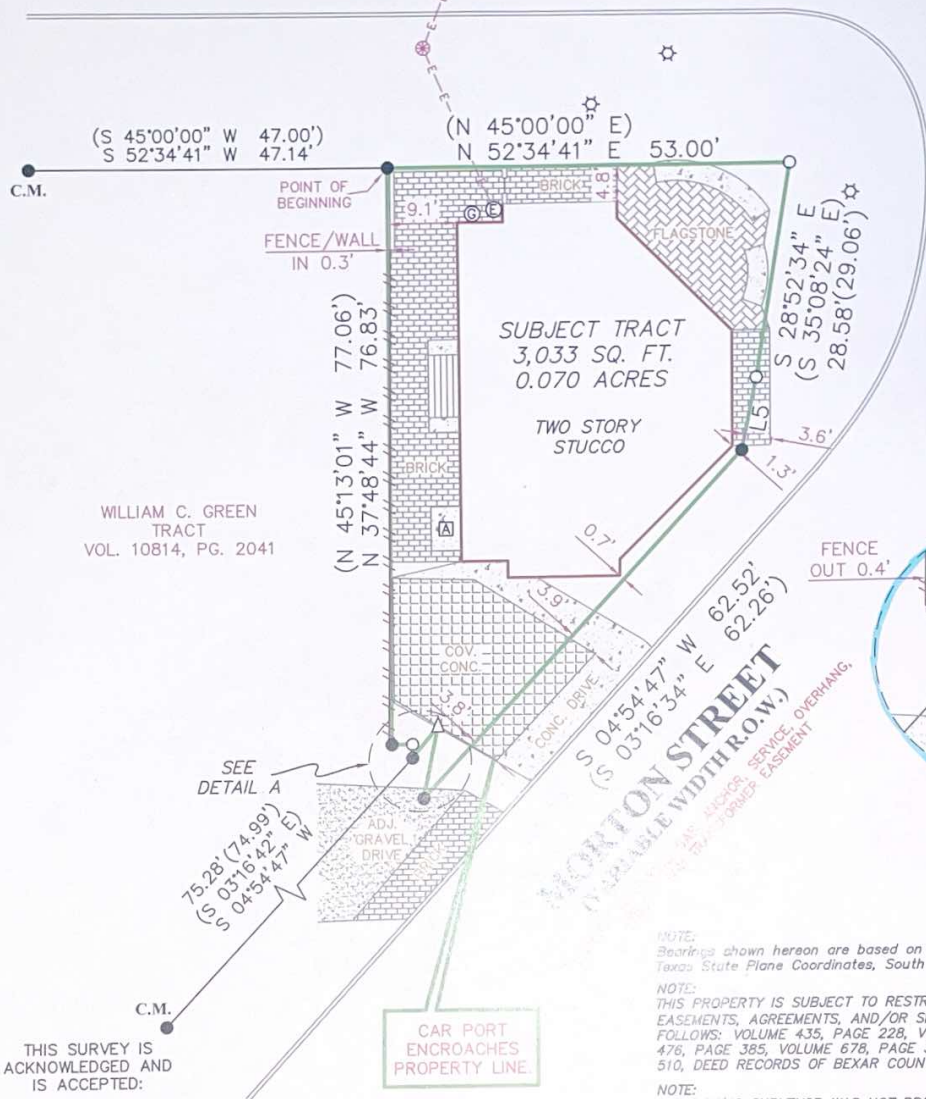 (S 45°00'00" W 47.00')
S 52°34'41" W 47.14'
(N 45°00'00" E)
N 52°34'41" E 53.00'
C.M.
POINT OF
BEGINNING
E
E
E
E
BRICK
4.8
9.1'
G
E
FLAGSTONE
FENCE/WALL
IN 0.3'
S 28°52'34" E
(S 35°08'24" E)
28.58'(29.06')
(N 45°13'01" W 77.06')
N 37°48'44" W 76.83'
SUBJECT TRACT
3,033 SQ. FT.
0.070 ACRES
TWO STORY
STUCCO
L5
3.6'
1.3'
BRICK
A
WILLIAM C. GREEN
TRACT
VOL. 10814, PG. 2041
0.7'
FENCE
OUT 0.4'
3.9'
COV.
CONC.
3.8'
CONC. DRIVE
S 04°54'47" W 62.52'
(S 03°16'34" E 62.26')
MORTON STREET
(VARIABLE WIDTH R.O.W.)
ANCHOR, SERVICE, OVERHANG,
TRANSFORMER EASEMENT
SEE
DETAIL A
ADJ.
GRAVEL
DRIVE
75.28'(74.99')
(S 03°16'42" E)
S 04°54'47" W
C.M.
THIS SURVEY IS
ACKNOWLEDGED AND
IS ACCEPTED:
CAR PORT
ENCROACHES
PROPERTY LINE.
NOTE:
Bearings shown hereon are based on
Texas State Plane Coordinates, South
NOTE:
THIS PROPERTY IS SUBJECT TO RESTR
EASEMENTS, AGREEMENTS, AND/OR S
FOLLOWS: VOLUME 435, PAGE 228, V
476, PAGE 385, VOLUME 678, PAGE
510, DEED RECORDS OF BEXAR COUN
NOTE: